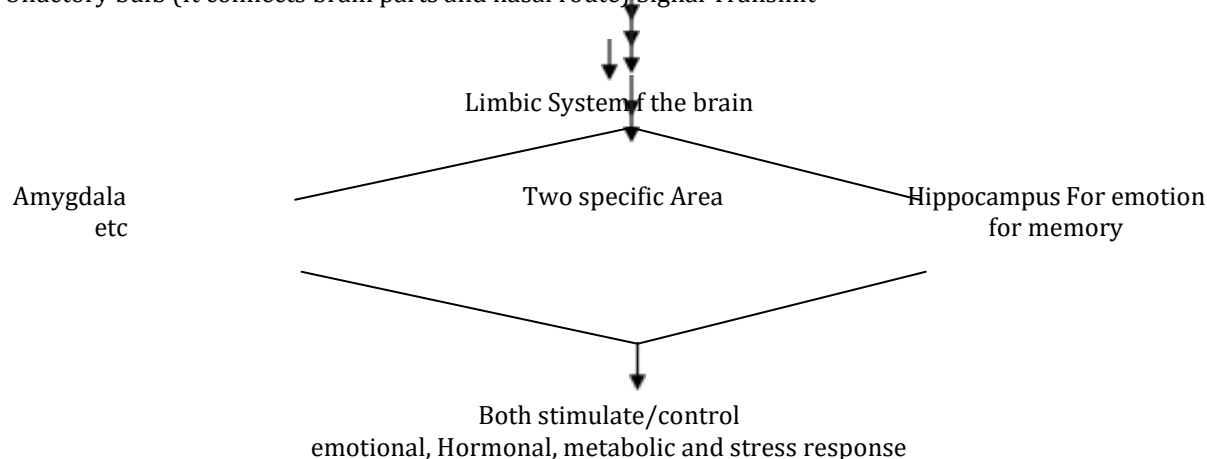 Olfactory bulb (It connects brain parts and nasal route) Signal Transmit
Limbic System f the brain
Amygdala Two specific Area Hippocampus For emotion
etc for memory
Both stimulate/control
emotional, Hormonal, metabolic and stress response